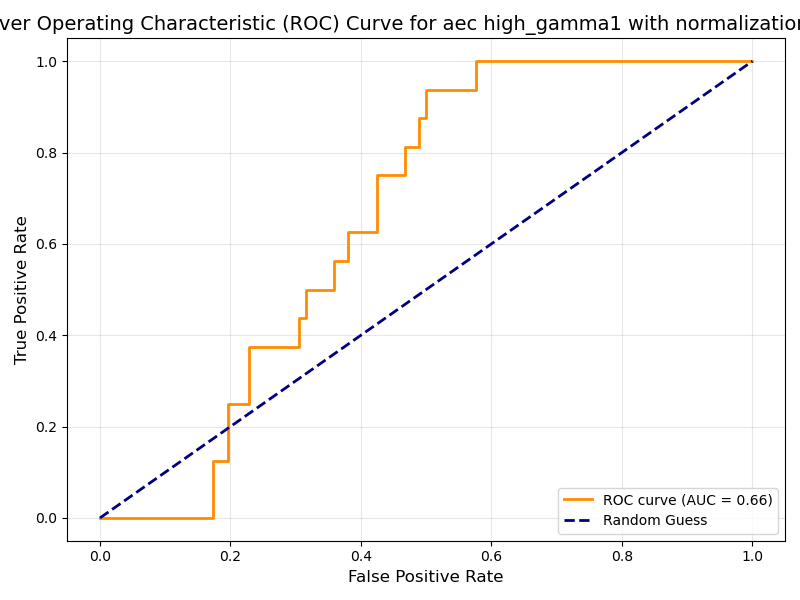 ver Operating Characteristic (ROC) Curve for aec high_gamma1 with normalization
1.0
0.8
0.6
0.4
0.2
0.0
True Positive Rate
0.0 0.2 0.4 0.6 0.8 1.0
False Positive Rate
ROC curve (AUC = 0.66)
Random Guess